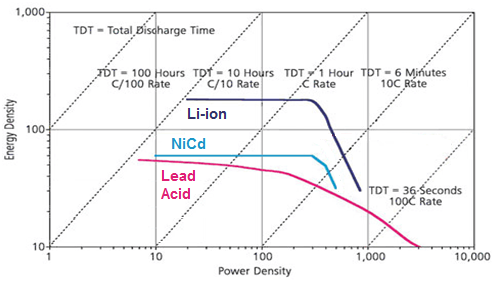 1,000
TDT = Total Discharge Time
TDT = 100 Hours
C/100 Rate
TDT = 10 Hours
C/10 Rate
TDT = 1 Hour
C Rate
TDT = 6 Minutes
10C Rate
Li-ion
100
NiCd
Lead
Acid
TDT = 36-Seconds
100C Rate
10
Energy Density
1
10
100
1,000
10,000
Power Density